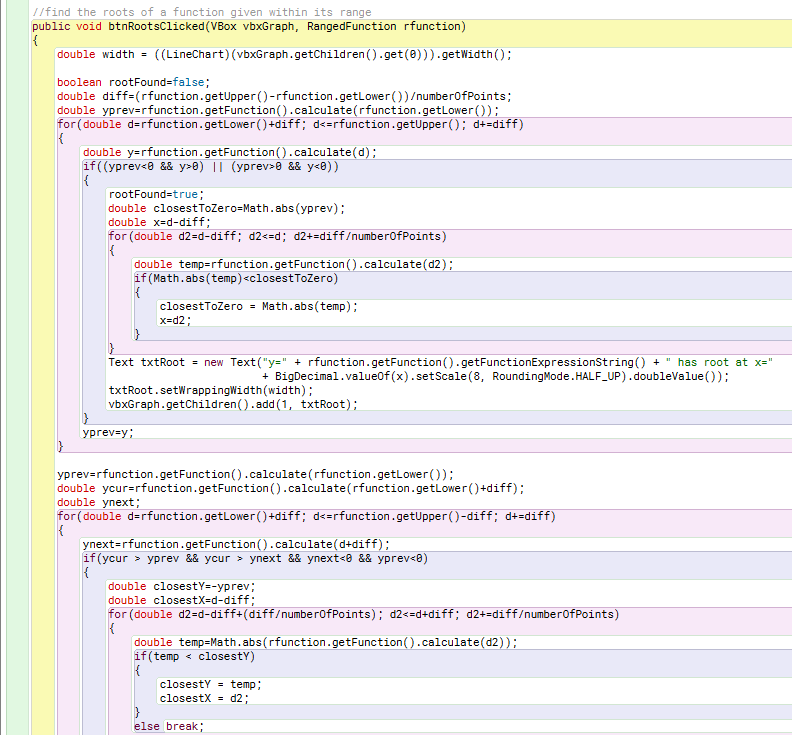 //find the roots of a function given within its range
public void btnRootsClicked(VBox vbxGraph, RangedFunction rfunction)
{
double width = ((LineChart)(vbxGraph.getChildren().get(0))).getWidth();
boolean rootFound=false;
double diff=(rfunction.getUpper()-rfunction.getLower())/numberOfPoints;
double yprev=rfunction.getFunction().calculate(rfunction.getLower());
for(double d=rfunction.getLower()+diff; d<=rfunction.getUpper(); d+=diff)
{
double y=rfunction.getFunction().calculate(d);
if((yprev<0 && y>0) || (yprev>0 && y<0))
{
rootFound=true;
double closestToZero=Math.abs(yprev);
double x=d-diff;
for(double d2=d-diff; d2<=d; d2+=diff/numberOfPoints)
{
double temp=rfunction.getFunction().calculate(d2);
if(Math.abs(temp)<closestToZero)
{
closestToZero = Math.abs(temp);
x=d2;
}
}
Text txtRoot = new Text("y=" + rfunction.getFunction().getFunctionExpressionString() + " has root at x="
+ BigDecimal.valueOf(x).setScale(8, RoundingMode.HALF_UP).doubleValue());
txtRoot.setWrappingWidth(width);
vbxGraph.getChildren().add(1, txtRoot);
}
yprev=y;
}
yprev=rfunction.getFunction().calculate(rfunction.getLower());
double ycur=rfunction.getFunction().calculate(rfunction.getLower()+diff);
double ynext;
for(double d=rfunction.getLower()+diff; d<=rfunction.getUpper()-diff; d+=diff)
{
ynext=rfunction.getFunction().calculate(d+diff);
if(ycur > yprev && ycur > ynext && ynext<0 && yprev<0)
{
double closestY=-yprev;
double closestX=d-diff;
for(double d2=d-diff+(diff/numberOfPoints); d2<=d+diff; d2+=diff/numberOfPoints)
{
double temp=Math.abs(rfunction.getFunction().calculate(d2));
if(temp < closestY)
{
closestY = temp;
closestX = d2;
}
else break;